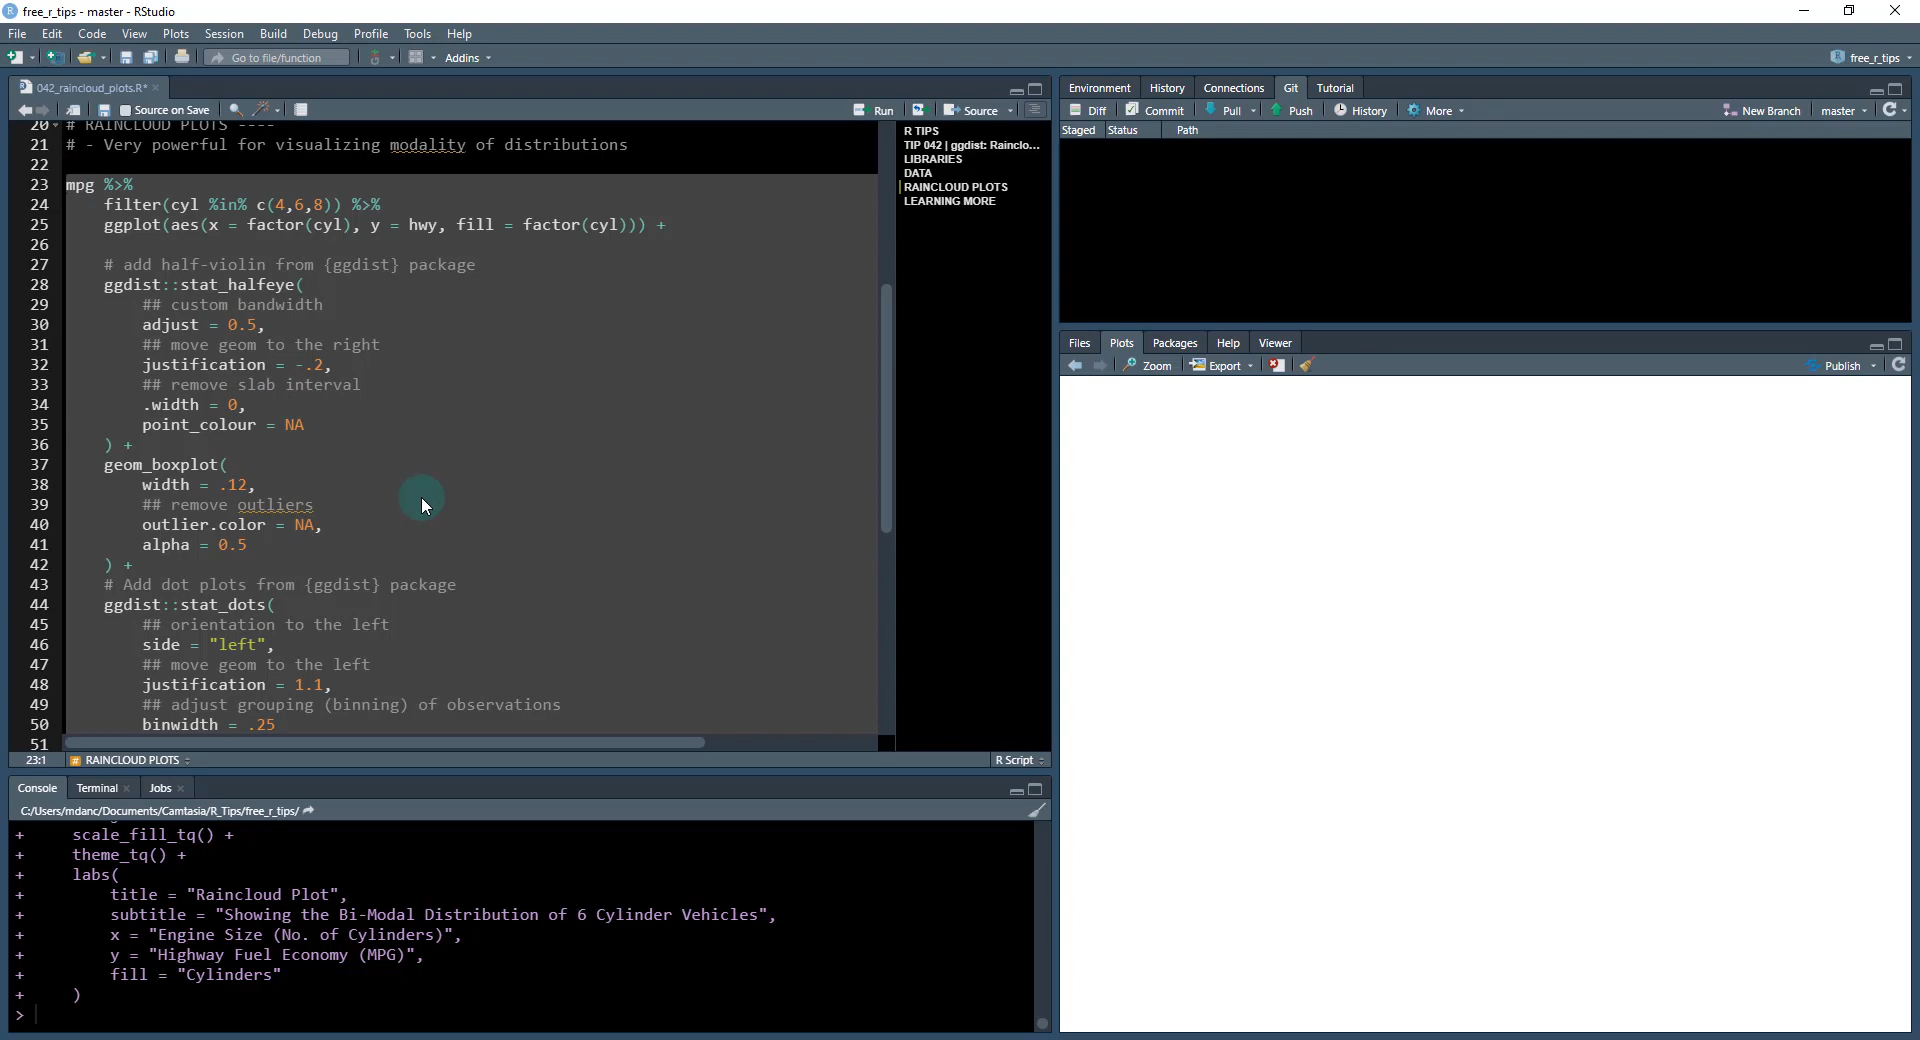 free_r_tips - master - RStudio
File Edit Code View Plots Session Build Debug Profile Tools Help
Go to file/function Addins free_r_tips
042_raincloud_plots.R*
Source on Save Run Source
20 # RAINCLOUD PLOTS ----
21 # - Very powerful for visualizing modality of distributions
22
23 mpg %>%
24 filter(cyl %in% c(4,6,8)) %>%
25 ggplot(aes(x = factor(cyl), y = hwy, fill = factor(cyl))) +
26
27 # add half-violin from {ggdist} package
28 ggdist::stat_halfeye(
29 ## custom bandwidth
30 adjust = 0.5,
31 ## move geom to the right
32 justification = -.2,
33 ## remove slab interval
34 .width = 0,
35 point_colour = NA
36 ) +
37 geom_boxplot(
38 width = .12,
39 ## remove outliers
40 outlier.color = NA,
41 alpha = 0.5
42 ) +
43 # Add dot plots from {ggdist} package
44 ggdist::stat_dots(
45 ## orientation to the left
46 side = "left",
47 ## move geom to the left
48 justification = 1.1,
49 ## adjust grouping (binning) of observations
50 binwidth = .25
51
R TIPS
TIP 042 | ggdist: Rainclo...
LIBRARIES
DATA
RAINCLOUD PLOTS
LEARNING MORE
23:1 # RAINCLOUD PLOTS R Script
Console Terminal Jobs
C:/Users/mdanc/Documents/Camtasia/R_Tips/free_r_tips/
+ scale_fill_tq() +
+ theme_tq() +
+ labs(
+ title = "Raincloud Plot",
+ subtitle = "Showing the Bi-Modal Distribution of 6 Cylinder Vehicles",
+ x = "Engine Size (No. of Cylinders)",
+ y = "Highway Fuel Economy (MPG)",
+ fill = "Cylinders"
+ )
>
Environment History Connections Git Tutorial
Diff Commit Pull Push History More New Branch master
Staged Status Path
Files Plots Packages Help Viewer
Zoom Export Publish